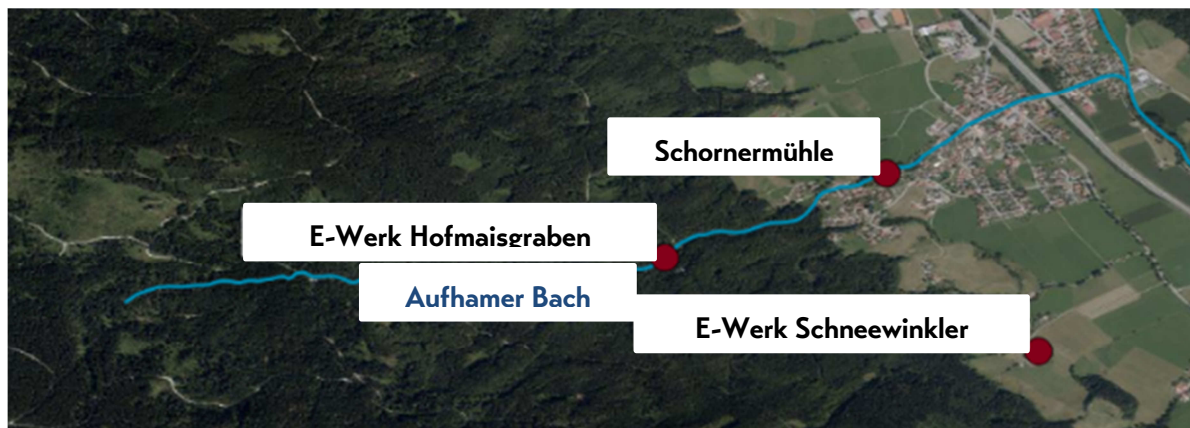 Schornermühle
E-Werk Hofmaisgraben
Aufhamer Bach
E-Werk Schneewinkler